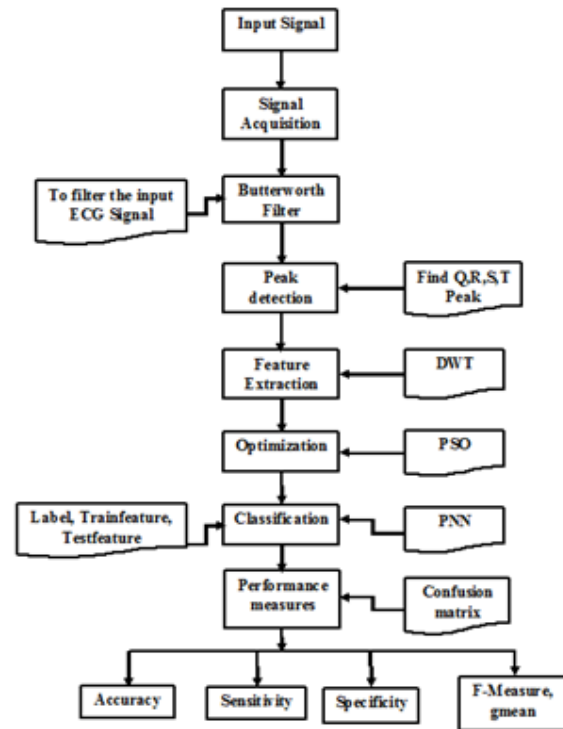 Input Signal
Signal
Acquisition
To filter the input
ECG Signal
Butterworth
Filter
Peak
detection
Find Q,R,S,T
Peak
Feature
Extraction
DWT
Optimization
PSO
Label, Trainfeature,
Testfeature
Classification
PNN
Performance
measures
Confusion
matrix
Accuracy
Sensitivity
Specificity
F-Measure,
gmean